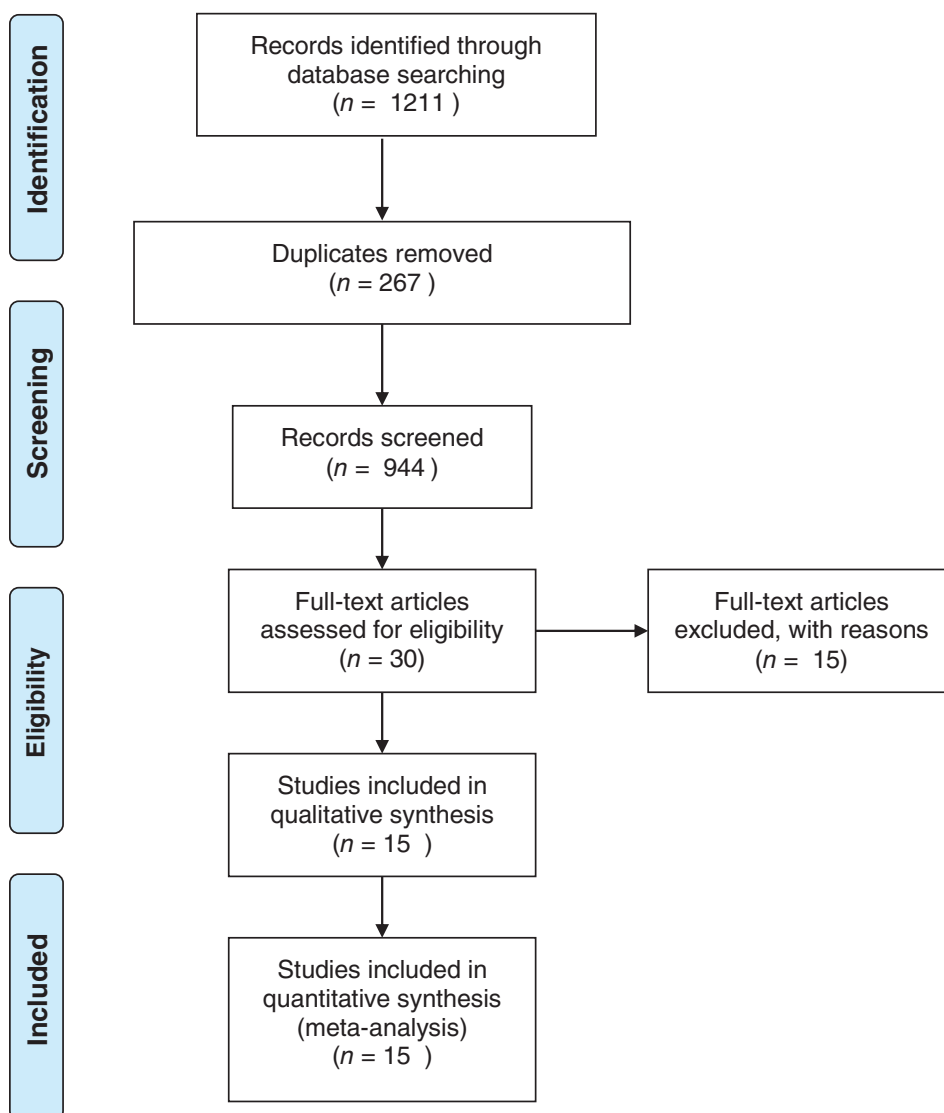 Identification
Records identified through
database searching
(n = 1211)
Duplicates removed
(n = 267 )
Screening
Records screened
(n = 944 )
Eligibility
Full-text articles
assessed for eligibility
(n = 30)
Full-text articles
excluded, with reasons
(n = 15)
Studies included in
qualitative synthesis
(n = 15 )
Included
Studies included in
quantitative synthesis
(meta-analysis)
(n = 15 )